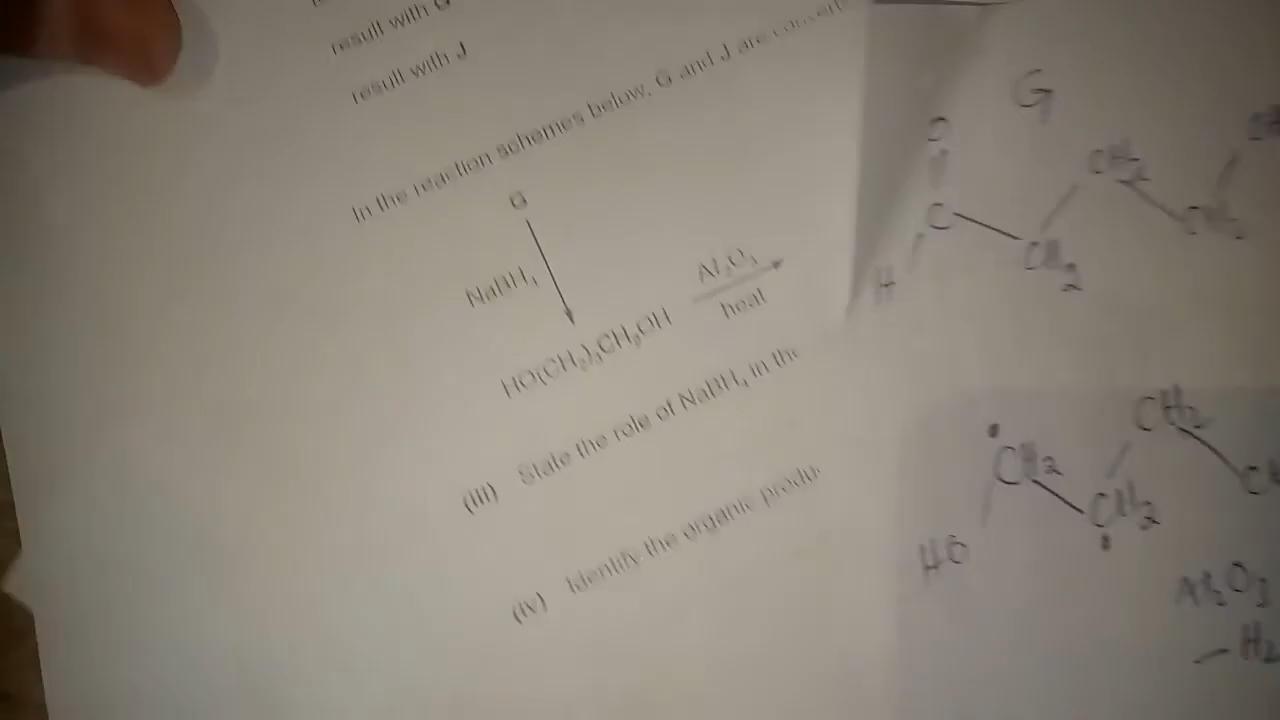 result with G
result with J
In the reaction schemes below, G and J are convert
G
NaBH₄
HO(CH₂)₃CH₂OH
Al₂O₃
heat
(iii) State the role of NaBH₄ in the
(iv) Identify the organic produ
G
O
CH₂
C
CH₂
CH₂
H
CH₂
CH₂
CH₂
HO
Al₂O₃
— H₂